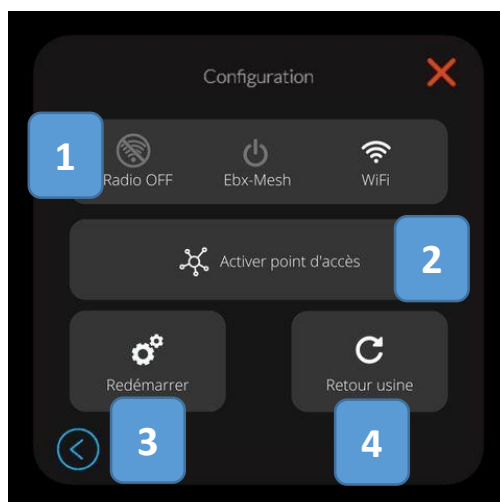 Configuration
1
Radio OFF Ebx-Mesh WiFi
Activer point d'accès
2
Redémarrer Retour usine
3 4